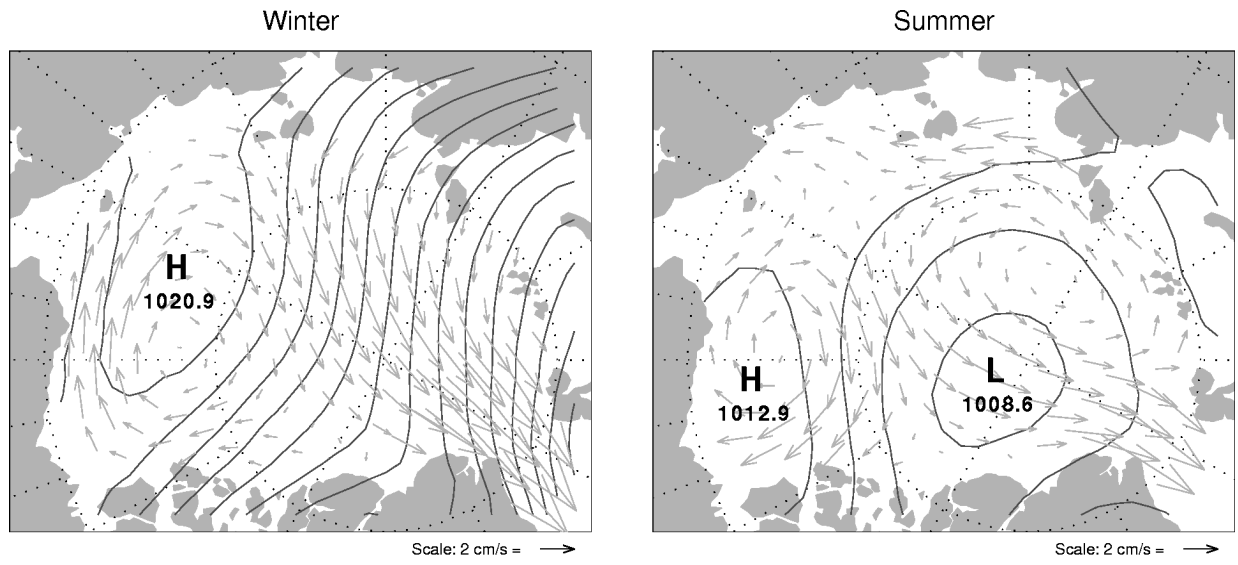 Winter
Summer
H
1020.9
H
1012.9
L
1008.6
Scale: 2 cm/s =
Scale: 2 cm/s =